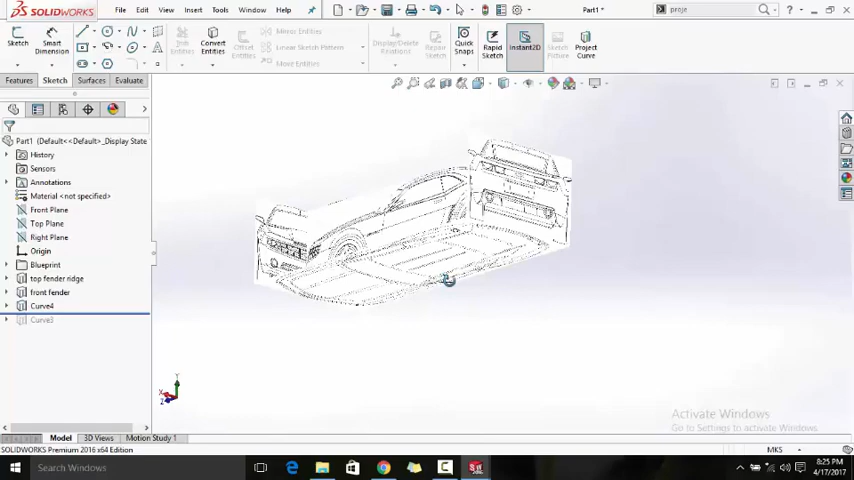 SOLIDWORKS File Edit View Insert Tools Window Help Part1 * proje
Sketch Smart Dimension Trim Entities Convert Entities Offset Entities Mirror Entities Linear Sketch Pattern Move Entities Display/Delete Relations Repair Sketch Quick Snaps Rapid Sketch Instant2D Sketch Picture Project Curve
Features Sketch Surfaces Evaluate
Part1 (Default<<Default>_Display State
History
Sensors
Annotations
Material <not specified>
Front Plane
Top Plane
Right Plane
Origin
Blueprint
top fender ridge
front fender
Curve4
Curve3
Y
X
Z
Activate Windows
Go to Settings to activate Windows.
Model 3D Views Motion Study 1
SOLIDWORKS Premium 2016 x64 Edition MKS
Search Windows 8:25 PM
4/17/2017